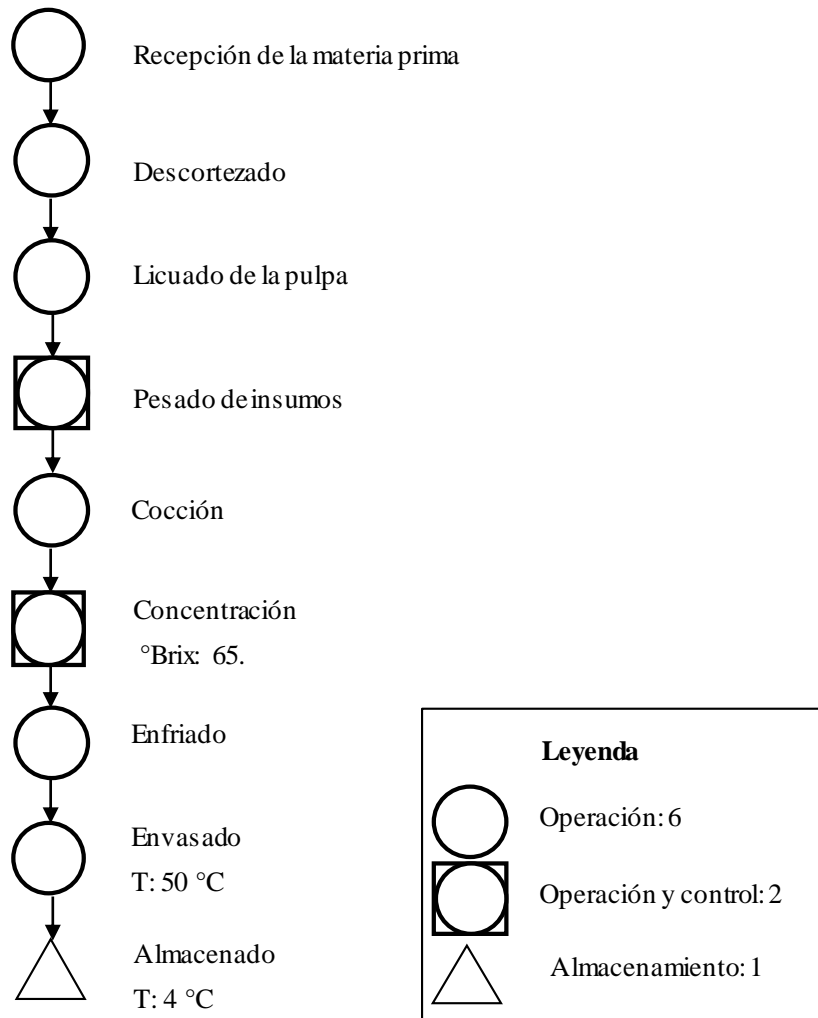 Recepción de la materia prima
Descortezado
Licuado de la pulpa
Pesado de insumos
Cocción
Concentración
°Brix: 65.
Enfriado
Envasado
T: 50 °C
Almacenado
T: 4 °C
Leyenda
Operación: 6
Operación y control: 2
Almacenamiento: 1